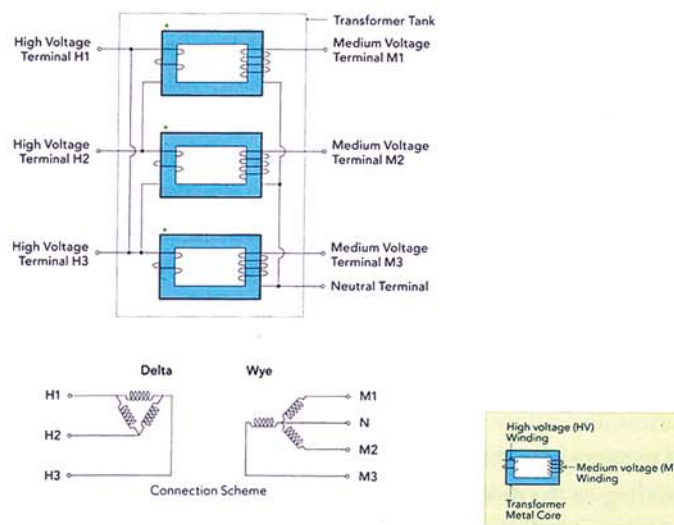 Transformer Tank
High Voltage
Terminal H1
Medium Voltage
Terminal M1
High Voltage
Terminal H2
Medium Voltage
Terminal M2
High Voltage
Terminal H3
Medium Voltage
Terminal M3
Neutral Terminal
Delta
Wye
H1
H2
H3
M1
N
M2
M3
Connection Scheme
High voltage (HV)
Winding
Medium voltage (M
Winding
Transformer
Metal Core